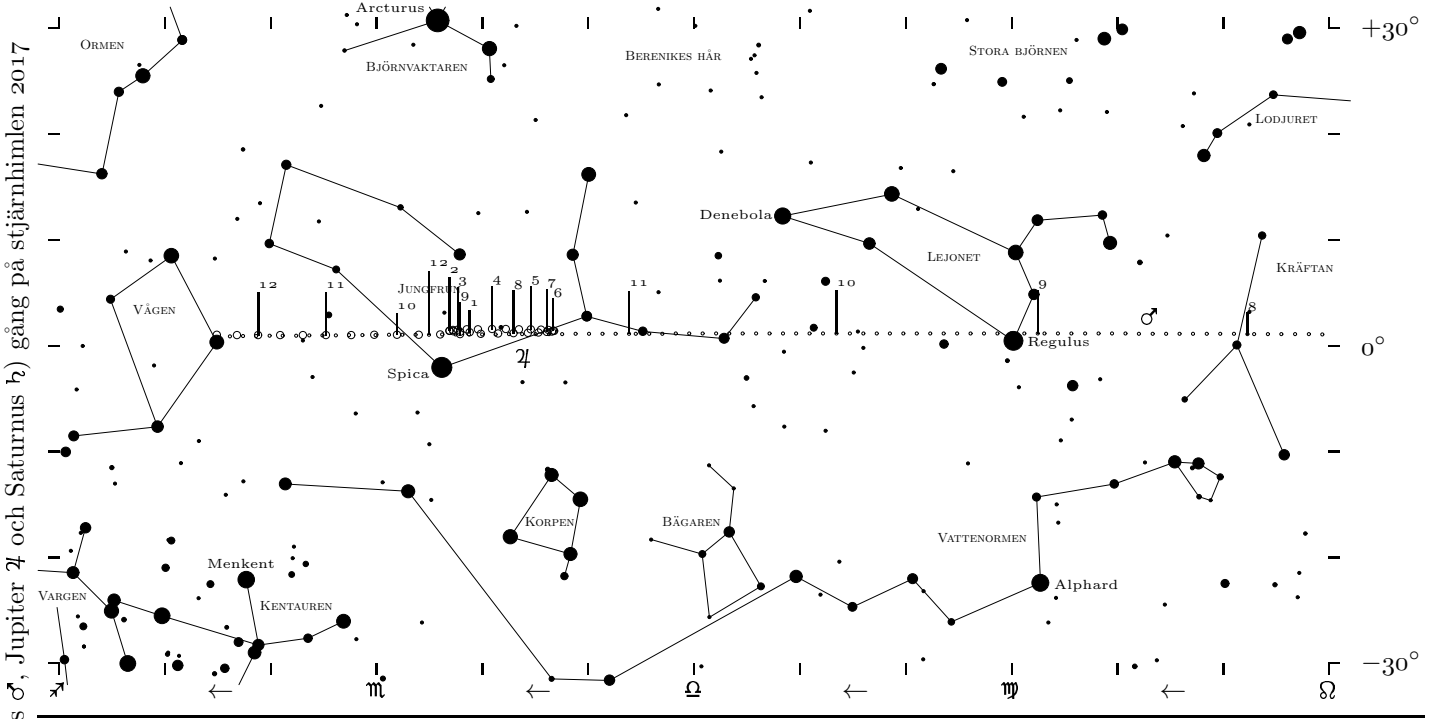 s ♂, Jupiter ♃ och Saturnus ♄) gång på stjärnhimlen 2017
Arcturus
+30°
Ormen
Björnvaktaren
Berenikes hår
Stora björnen
Lodjuret
Denebola
Lejonet
Kräftan
Vågen
Jungfrun
12 11 10 12 2 3 9 1 4 8 5 7 6 11 10 9 8
♂
♃
Spica
Regulus
0°
Korpen
Bägaren
Vattenormen
Menkent
Vargen
Kentauren
Alphard
−30°
♐ ← ♏ ← ♎ ← ♍ ← ♌